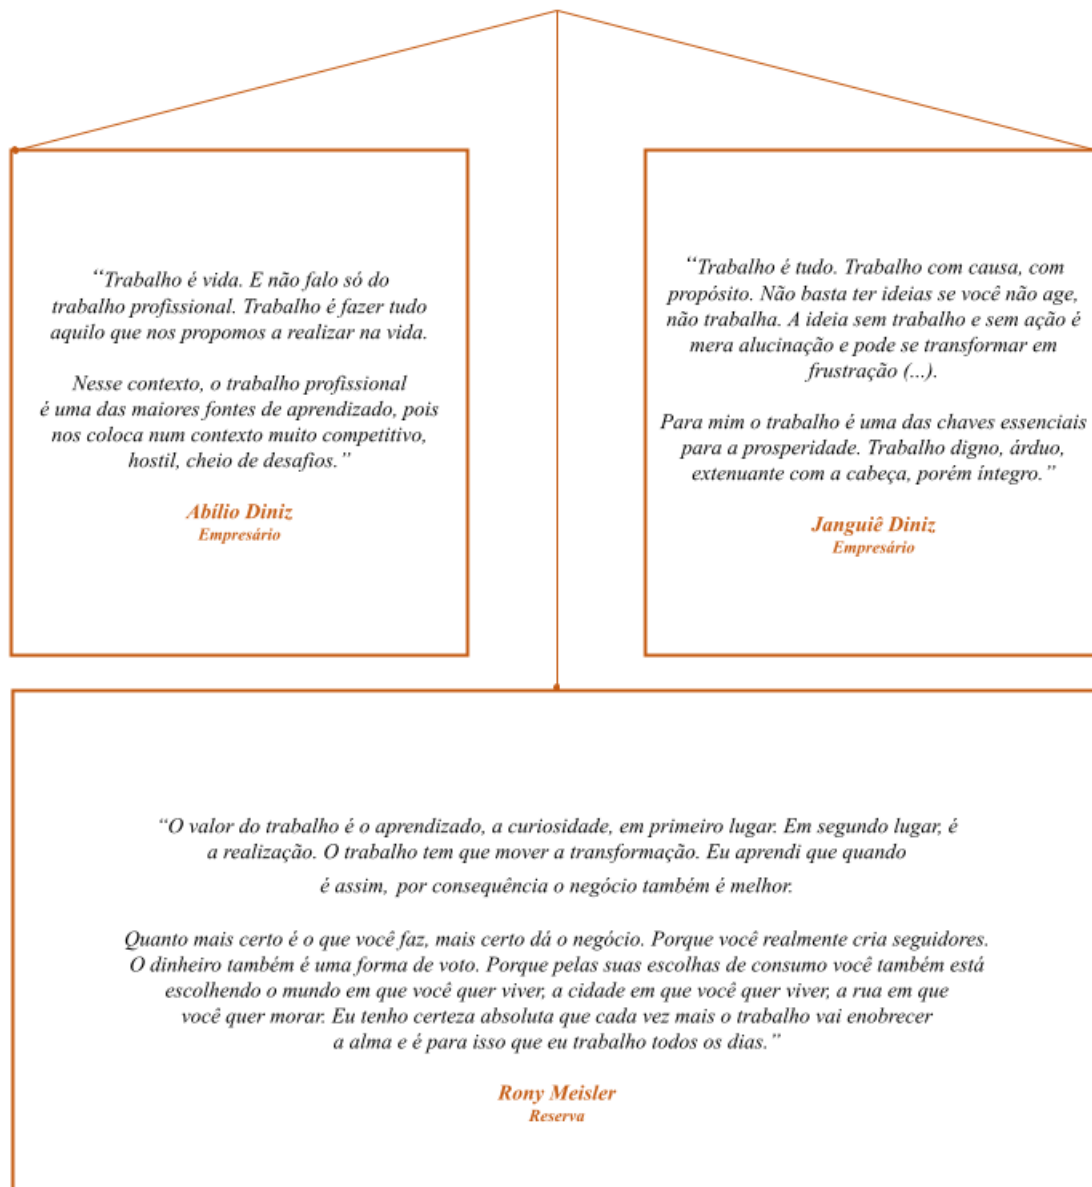 “Trabalho é vida. E não falo só do
trabalho profissional. Trabalho é fazer tudo
aquilo que nos propomos a realizar na vida.
Nesse contexto, o trabalho profissional
é uma das maiores fontes de aprendizado, pois
nos coloca num contexto muito competitivo,
hostil, cheio de desafios.”
Abílio Diniz
Empresário
“Trabalho é tudo. Trabalho com causa, com
propósito. Não basta ter ideias se você não age,
não trabalha. A ideia sem trabalho e sem ação é
mera alucinação e pode se transformar em
frustração (...).
Para mim o trabalho é uma das chaves essenciais
para a prosperidade. Trabalho digno, árduo,
extenuante com a cabeça, porém íntegro.”
Janguiê Diniz
Empresário
“O valor do trabalho é o aprendizado, a curiosidade, em primeiro lugar. Em segundo lugar, é
a realização. O trabalho tem que mover a transformação. Eu aprendi que quando
é assim, por consequência o negócio também é melhor.
Quanto mais certo é o que você faz, mais certo dá o negócio. Porque você realmente cria seguidores.
O dinheiro também é uma forma de voto. Porque pelas suas escolhas de consumo você também está
escolhendo o mundo em que você quer viver, a cidade em que você quer viver, a rua em que
você quer morar. Eu tenho certeza absoluta que cada vez mais o trabalho vai enobrecer
a alma e é para isso que eu trabalho todos os dias.”
Rony Meisler
Reserva